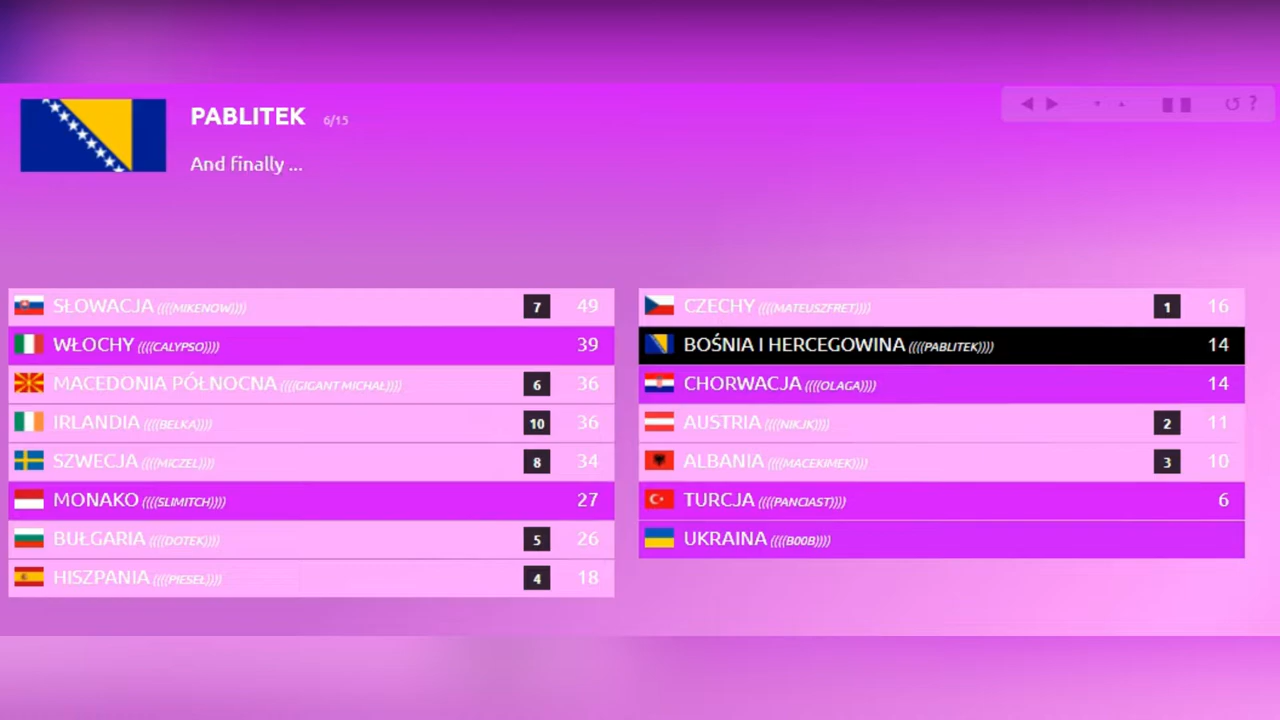 PABLITEK 6/15
And finally ...
SŁOWACJA ((((MIKENOW)))) 7 49
WŁOCHY ((((CALYPSO)))) 39
MACEDONIA PÓŁNOCNA ((((GIGANT MICHAŁ)))) 6 36
IRLANDIA ((((BELKA)))) 10 36
SZWECJA ((((MICZEL)))) 8 34
MONAKO ((((SLIMITCH)))) 27
BUŁGARIA ((((DOTEK)))) 5 26
HISZPANIA ((((PIESEŁ)))) 4 18
CZECHY ((((MATEUSZFRET)))) 1 16
BOŚNIA I HERCEGOWINA ((((PABLITEK)))) 14
CHORWACJA ((((OLAGA)))) 14
AUSTRIA ((((NIKJK)))) 2 11
ALBANIA ((((MACEKIMEK)))) 3 10
TURCJA ((((PANCIAST)))) 6
UKRAINA ((((B00B))))